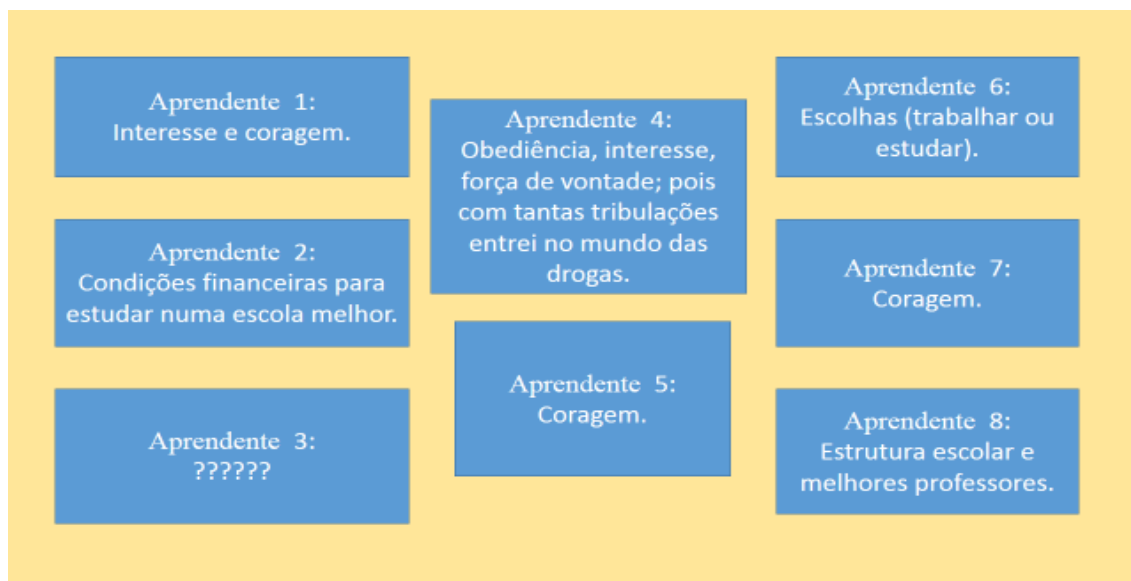 Aprendente 1:
Interesse e coragem.
Aprendente 2:
Condições financeiras para
estudar numa escola melhor.
Aprendente 3:
??????
Aprendente 4:
Obediência, interesse,
força de vontade; pois
com tantas tribulações
entrei no mundo das
drogas.
Aprendente 5:
Coragem.
Aprendente 6:
Escolhas (trabalhar ou
estudar).
Aprendente 7:
Coragem.
Aprendente 8:
Estrutura escolar e
melhores professores.